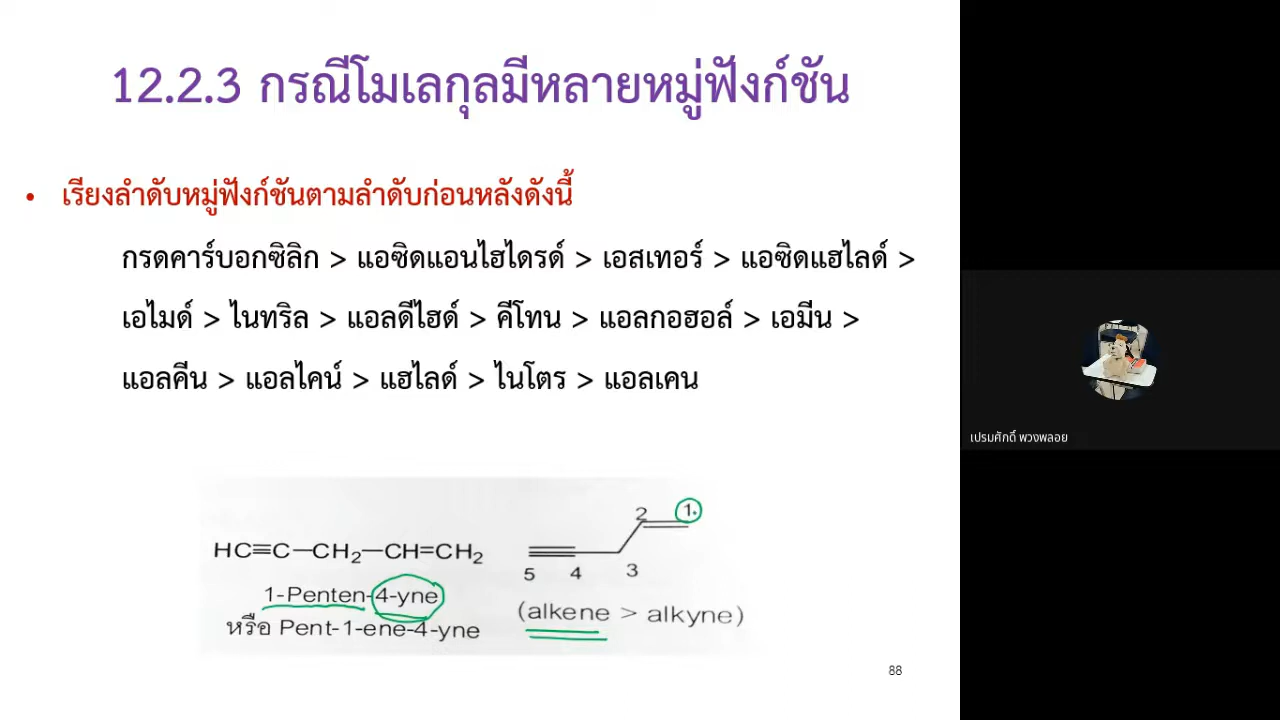 12.2.3 กรณีโมเลกุลมีหลายหมู่ฟังก์ชัน
• เรียงลำดับหมู่ฟังก์ชันตามลำดับก่อนหลังดังนี้
กรดคาร์บอกซิลิก > แอซิดแอนไฮไดรด์ > เอสเทอร์ > แอซิดแฮไลด์ >
เอไมด์ > ไนทริล > แอลดีไฮด์ > คีโทน > แอลกอฮอล์ > เอมีน >
แอลคีน > แอลไคน์ > แฮไลด์ > ไนโตร > แอลเคน
HC≡C—CH₂—CH=CH₂
1-Penten-4-yne
หรือ Pent-1-ene-4-yne
2 1
5 4 3
(alkene > alkyne)
88
เปรมศักดิ์ พวงพลอย